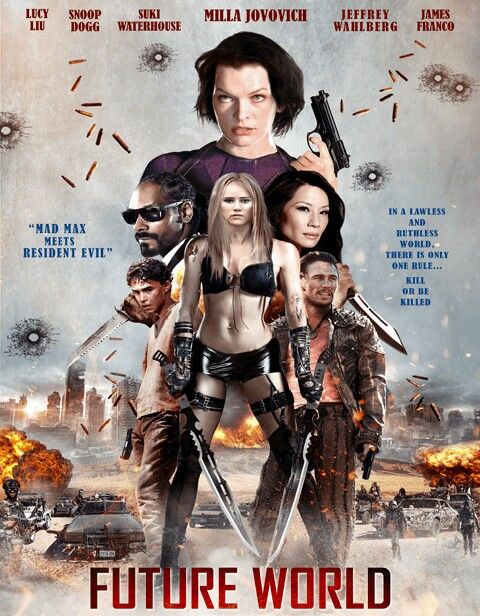 LUCY LIU
SNOOP DOGG
SUKI WATERHOUSE
MILLA JOVOVICH
JEFFREY WAHLBERG
JAMES FRANCO
"MAD MAX
MEETS
RESIDENT EVIL"
IN A LAWLESS
AND
RUTHLESS
WORLD,
THERE IS ONLY
ONE RULE...
KILL
OR BE
KILLED
FUTURE WORLD